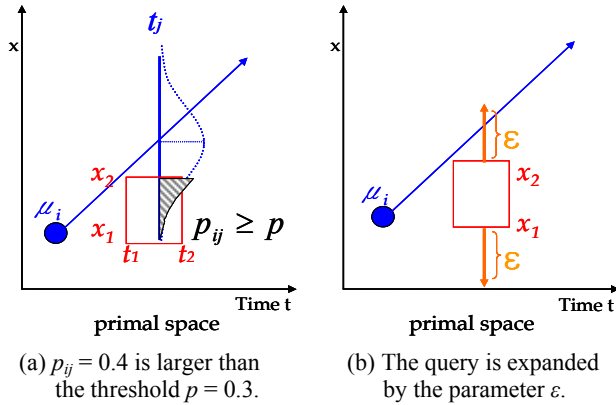 x
t_j
x_2
μ_i
x_1
p_ij ≥ p
t_1
t_2
Time t
primal space
(a) p_ij = 0.4 is larger than
the threshold p = 0.3.
x
ε
x_2
μ_i
x_1
ε
Time t
primal space
(b) The query is expanded
by the parameter ε.